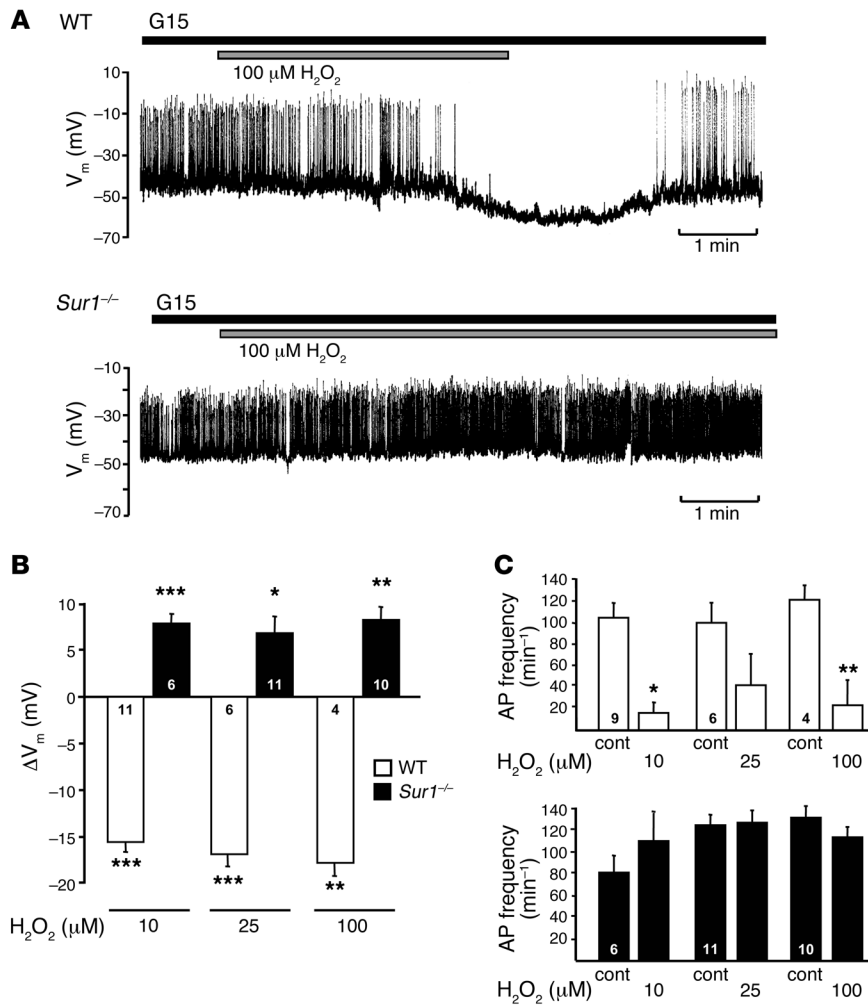 A
WT
G15
100 μM H₂O₂
10
−10
−30
−50
−70
Vₘ (mV)
1 min
Sur1⁻/⁻
G15
100 μM H₂O₂
−10
−30
−50
−70
Vₘ (mV)
1 min
B
10
5
0
−5
−10
−15
−20
ΔVₘ (mV)
*** * **
6 11 10
11 6 4
WT
Sur1⁻/⁻
*** *** **
H₂O₂ (μM) 10 25 100
C
AP frequency
(min⁻¹)
140
120
100
80
60
40
20
* **
9 6 4
cont cont cont
H₂O₂ (μM) 10 25 100
AP frequency
(min⁻¹)
140
120
100
80
60
40
20
6 11 10
cont cont cont
H₂O₂ (μM) 10 25 100